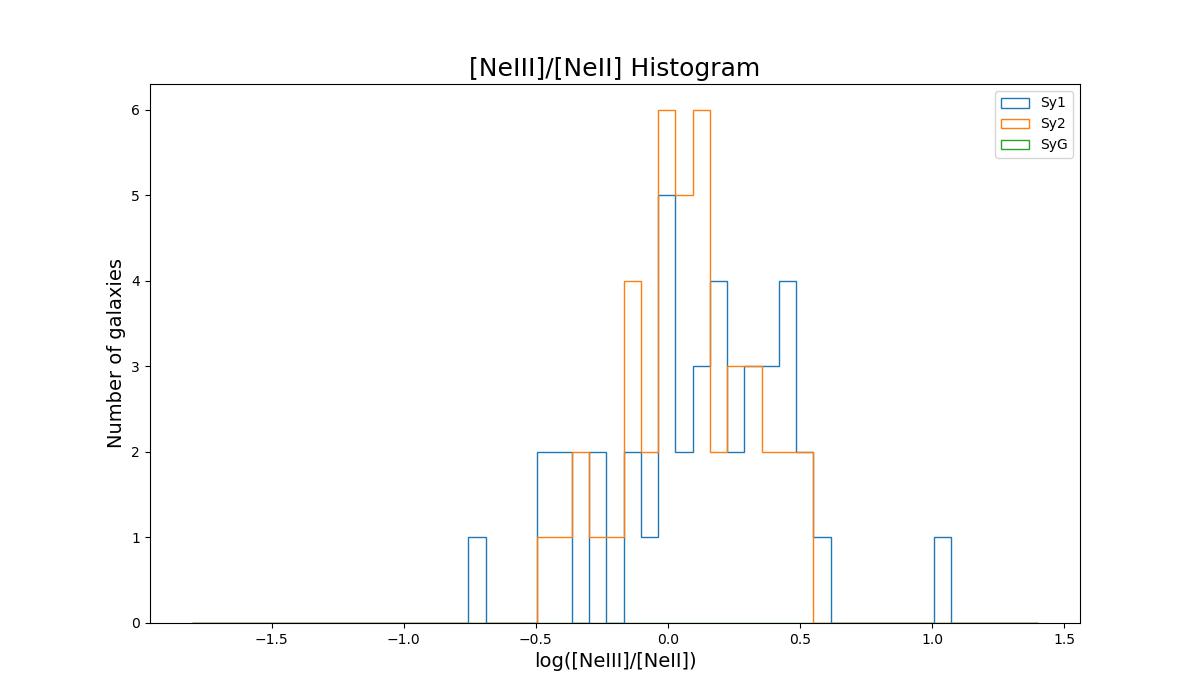 [NeIII]/[NeII] Histogram
Sy1
Sy2
SyG
Number of galaxies
6
5
4
3
2
1
0
−1.5
−1.0
−0.5
0.0
0.5
1.0
1.5
log([NeIII]/[NeII])